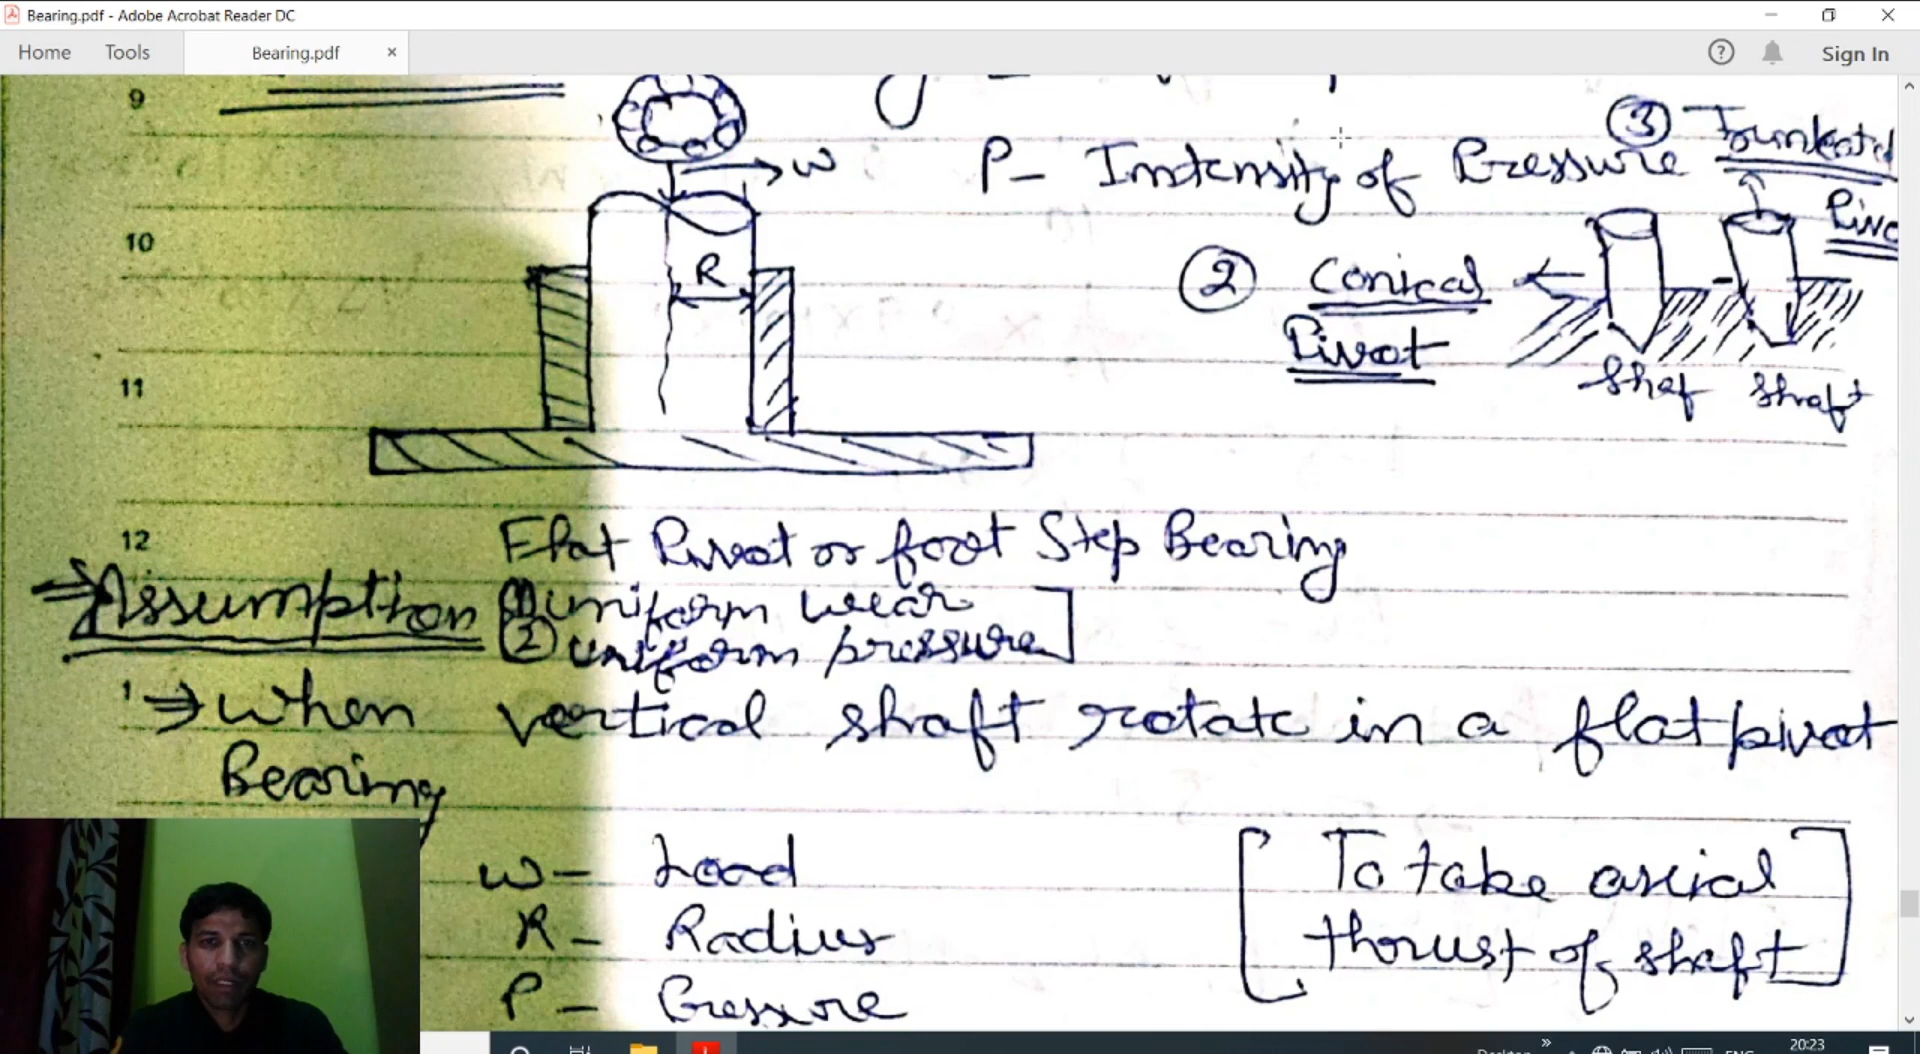 Bearing.pdf - Adobe Acrobat Reader DC
Home Tools Bearing.pdf × Sign In
9
W
P- Intensity of Pressure
③ Trunkated
Pivo
10
R
② Conical
Pivot
11
Shaf Shaft
Flat Pivot or foot Step Bearing
12
⇒ Assumption ① uniform wear
② uniform pressure
1 ⇒ When vertical shaft rotate in a flat pivot
Bearing
W- Load
R- Radius
P- Pressure
To take axial
thrust of shaft
20:23